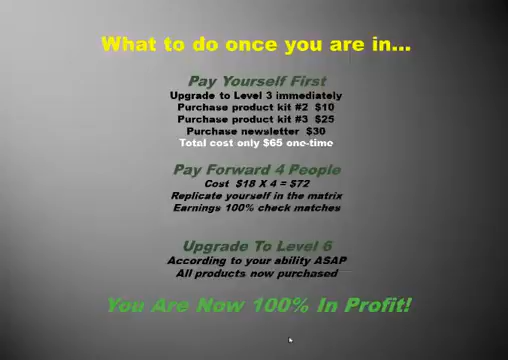 What to do once you are in...
Pay Yourself First
Upgrade to Level 3 immediately
Purchase product kit #2 $10
Purchase product kit #3 $25
Purchase newsletter $30
Total cost only $65 one-time
Pay Forward 4 People
Cost $18 X 4 = $72
Replicate yourself in the matrix
Earnings 100% check matches
Upgrade To Level 6
According to your ability ASAP
All products now purchased
You Are Now 100% In Profit!